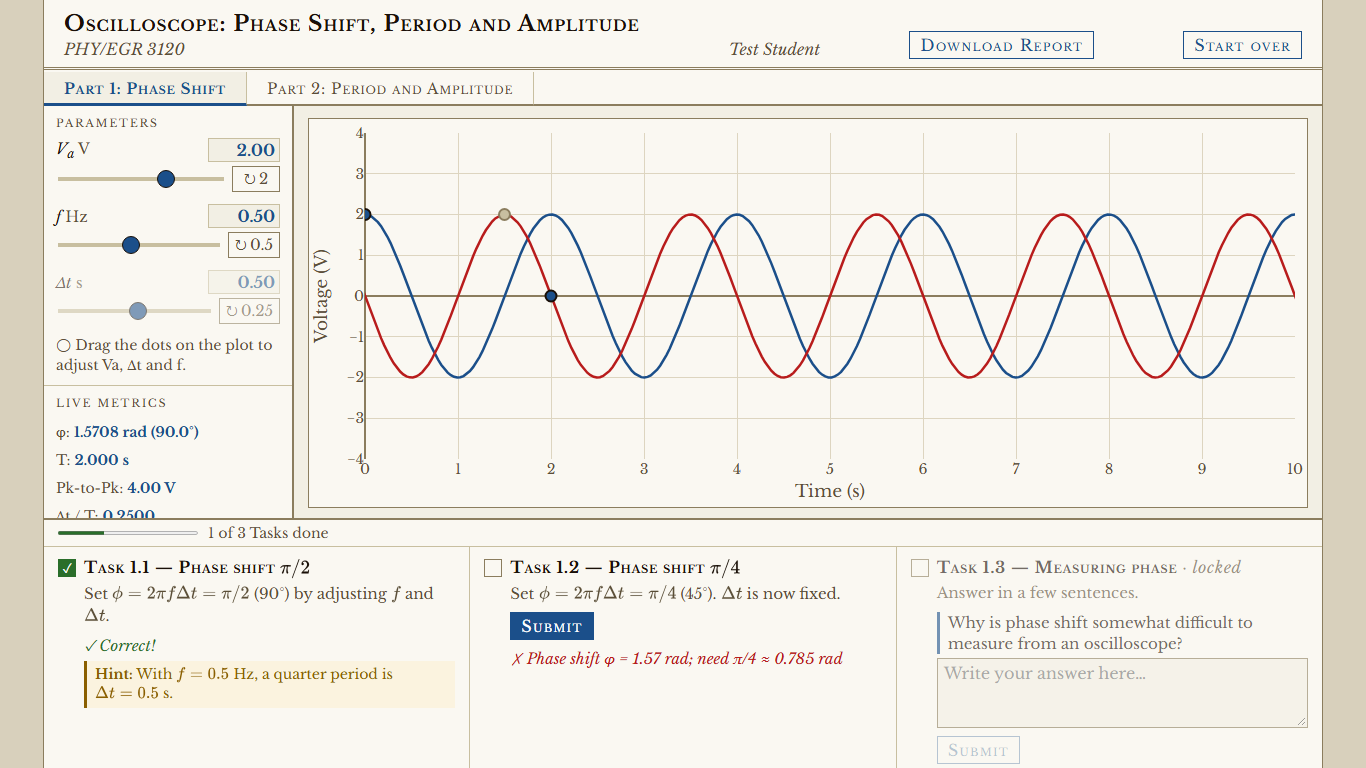 Oscilloscope: Phase Shift, Period and Amplitude
PHY/EGR 3120
Test Student
Download Report
Start over
Part 1: Phase Shift
Part 2: Period and Amplitude
PARAMETERS
Va V
2.00
↻ 2
f Hz
0.50
↻ 0.5
Δt s
0.50
↻ 0.25
Drag the dots on the plot to
adjust Va, Δt and f.
LIVE METRICS
φ: 1.5708 rad (90.0°)
T: 2.000 s
Pk-to-Pk: 4.00 V
Δt / T: 0.2500
Voltage (V)
4
3
2
1
0
−1
−2
−3
−4
0 1 2 3 4 5 6 7 8 9 10
Time (s)
1 of 3 Tasks done
✓ Task 1.1 — Phase shift π/2
Set ϕ = 2πfΔt = π/2 (90°) by adjusting f and
Δt.
✓ Correct!
Hint: With f = 0.5 Hz, a quarter period is
Δt = 0.5 s.
Task 1.2 — Phase shift π/4
Set ϕ = 2πfΔt = π/4 (45°). Δt is now fixed.
Submit
✗ Phase shift φ = 1.57 rad; need π/4 ≈ 0.785 rad
Task 1.3 — Measuring phase · locked
Answer in a few sentences.
Why is phase shift somewhat difficult to
measure from an oscilloscope?
Write your answer here...
Submit